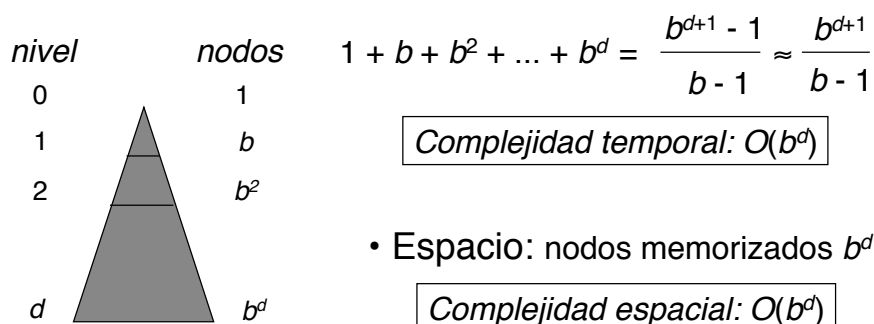 nivel nodos
0 1
1 b
2 b²
d bᵈ
1 + b + b² + ... + bᵈ = (bᵈ⁺¹ - 1)/(b - 1) ≈ bᵈ⁺¹/(b - 1)
Complejidad temporal: O(bᵈ)
• Espacio: nodos memorizados bᵈ
Complejidad espacial: O(bᵈ)